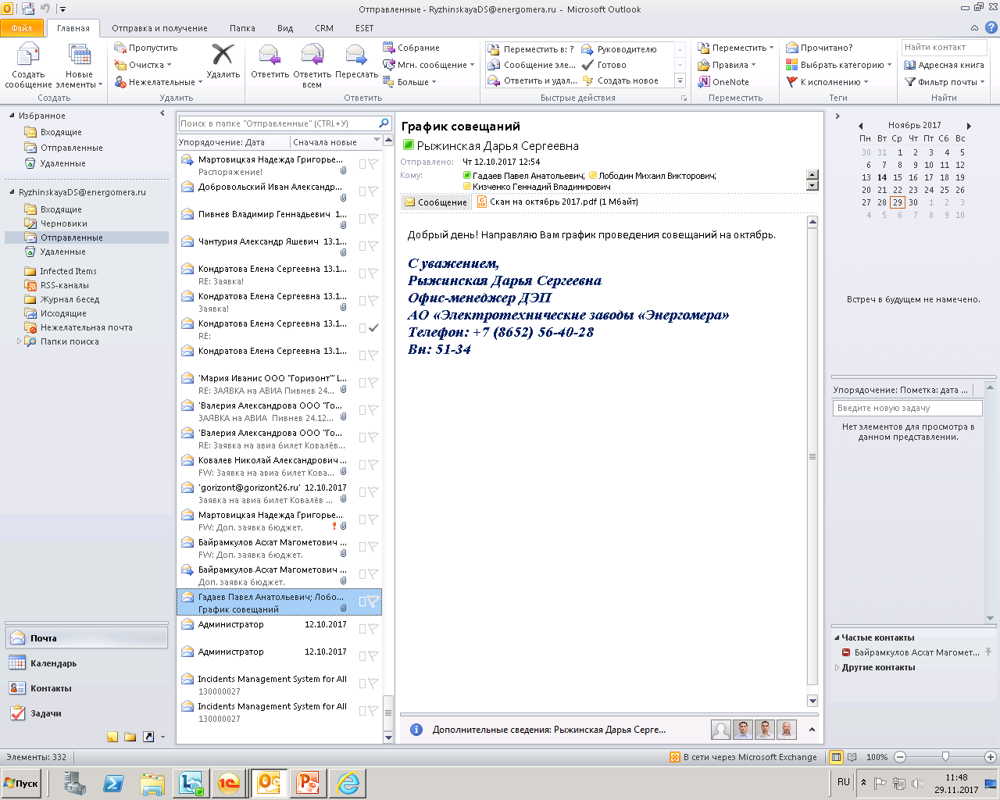 Отправленные - RyzhinskayaDS@energomera.ru - Microsoft Outlook
Файл Главная Отправка и получение Папка Вид CRM ESET
Создать сообщение
Новые элементы
Создать
Пропустить
Очистка
Нежелательные
Удалить
Удалить
Ответить
Ответить всем
Переслать
Собрание
Мгн. сообщение
Больше
Ответить
Переместить в: ?
Сообщение эле...
Ответить и удал...
Руководителю
Готово
Создать новое
Быстрые действия
Переместить
Правила
OneNote
Переместить
Прочитано?
Выбрать категорию
К исполнению
Теги
Найти контакт
Адресная книга
Фильтр почты
Найти
Избранное
Входящие
Отправленные
Удаленные
RyzhinskayaDS@energomera.ru
Входящие
Черновики
Отправленные
Удаленные
Infected Items
RSS-каналы
Журнал бесед
Исходящие
Нежелательная почта
Папки поиска
Почта
Календарь
Контакты
Задачи
Поиск в папке "Отправленные" (CTRL+У)
Упорядочение: Дата Сначала новые
Мартовицкая Надежда Григорье...
Распоряжение!
Добровольский Иван Александр...
Пивнев Владимир Геннадьевич 1...
Чантурия Александр Яшевич 13.1...
Кондратова Елена Сергеевна 13.1...
RE: Заявка!
Кондратова Елена Сергеевна 13.1...
Заявка!
Кондратова Елена Сергеевна 13.1...
RE:
Кондратова Елена Сергеевна 13.1...
'Мария Иванис ООО "Горизонт"' L...
RE: ЗАЯВКА на АВИА Пивнев 24...
'Валерия Александрова ООО "Го...
ЗАЯВКА на АВИА Пивнев 24.12...
'Валерия Александрова ООО "Го...
RE: Заявка на авиа билет Ковалёв...
Ковалев Николай Александрович ...
FW: Заявка на авиа билет Кова...
'gorizont@gorizont26.ru' 12.10.2017
Заявка на авиа билет Ковалёв ...
Мартовицкая Надежда Григорье...
FW: Доп. заявка бюджет.
Байрамкулов Асхат Магометович ...
FW: Доп. заявка бюджет.
Байрамкулов Асхат Магометович ...
Доп. заявка бюджет.
Гадаев Павел Анатольевич; Лобо...
График совещаний
Администратор 12.10.2017
Администратор 12.10.2017
Incidents Management System for All
130000027
Incidents Management System for All
130000027
График совещаний
Рыжинская Дарья Сергеевна
Отправлено: Чт 12.10.2017 12:54
Кому: Гадаев Павел Анатольевич; Лободин Михаил Викторович;
Кизченко Геннадий Владимирович
Сообщение Скан на октябрь 2017.pdf (1 Мбайт)
Добрый день! Направляю Вам график проведения совещаний на октябрь.
С уважением,
Рыжинская Дарья Сергеевна
Офис-менеджер ДЭП
АО «Электротехнические заводы «Энергомера»
Телефон: +7 (8652) 56-40-28
Вн: 51-34
Дополнительные сведения: Рыжинская Дарья Серге...
Ноябрь 2017
Пн Вт Ср Чт Пт Сб Вс
30 31 1 2 3 4 5
6 7 8 9 10 11 12
13 14 15 16 17 18 19
20 21 22 23 24 25 26
27 28 29 30 1 2 3
4 5 6 7 8 9 10
Встреч в будущем не намечено.
Упорядочение: Пометка: дата ...
Введите новую задачу
Нет элементов для просмотра в
данном представлении.
Частые контакты
Байрамкулов Асхат Магомет...
Другие контакты
Элементы: 332 В сети через Microsoft Exchange 100%
Пуск RU 11:48
29.11.2017